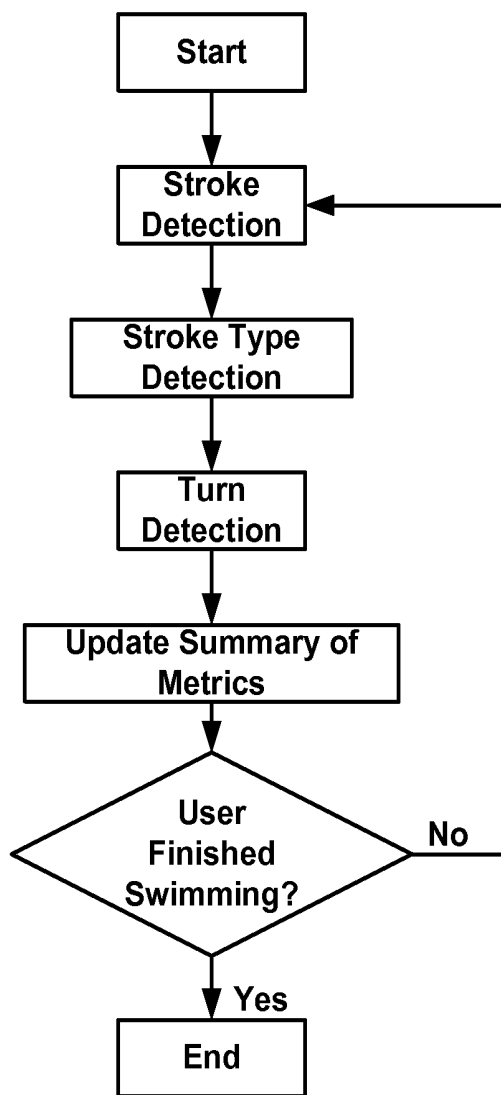 Start
Stroke
Detection
Stroke Type
Detection
Turn
Detection
Update Summary of
Metrics
User
Finished
Swimming?
No
Yes
End